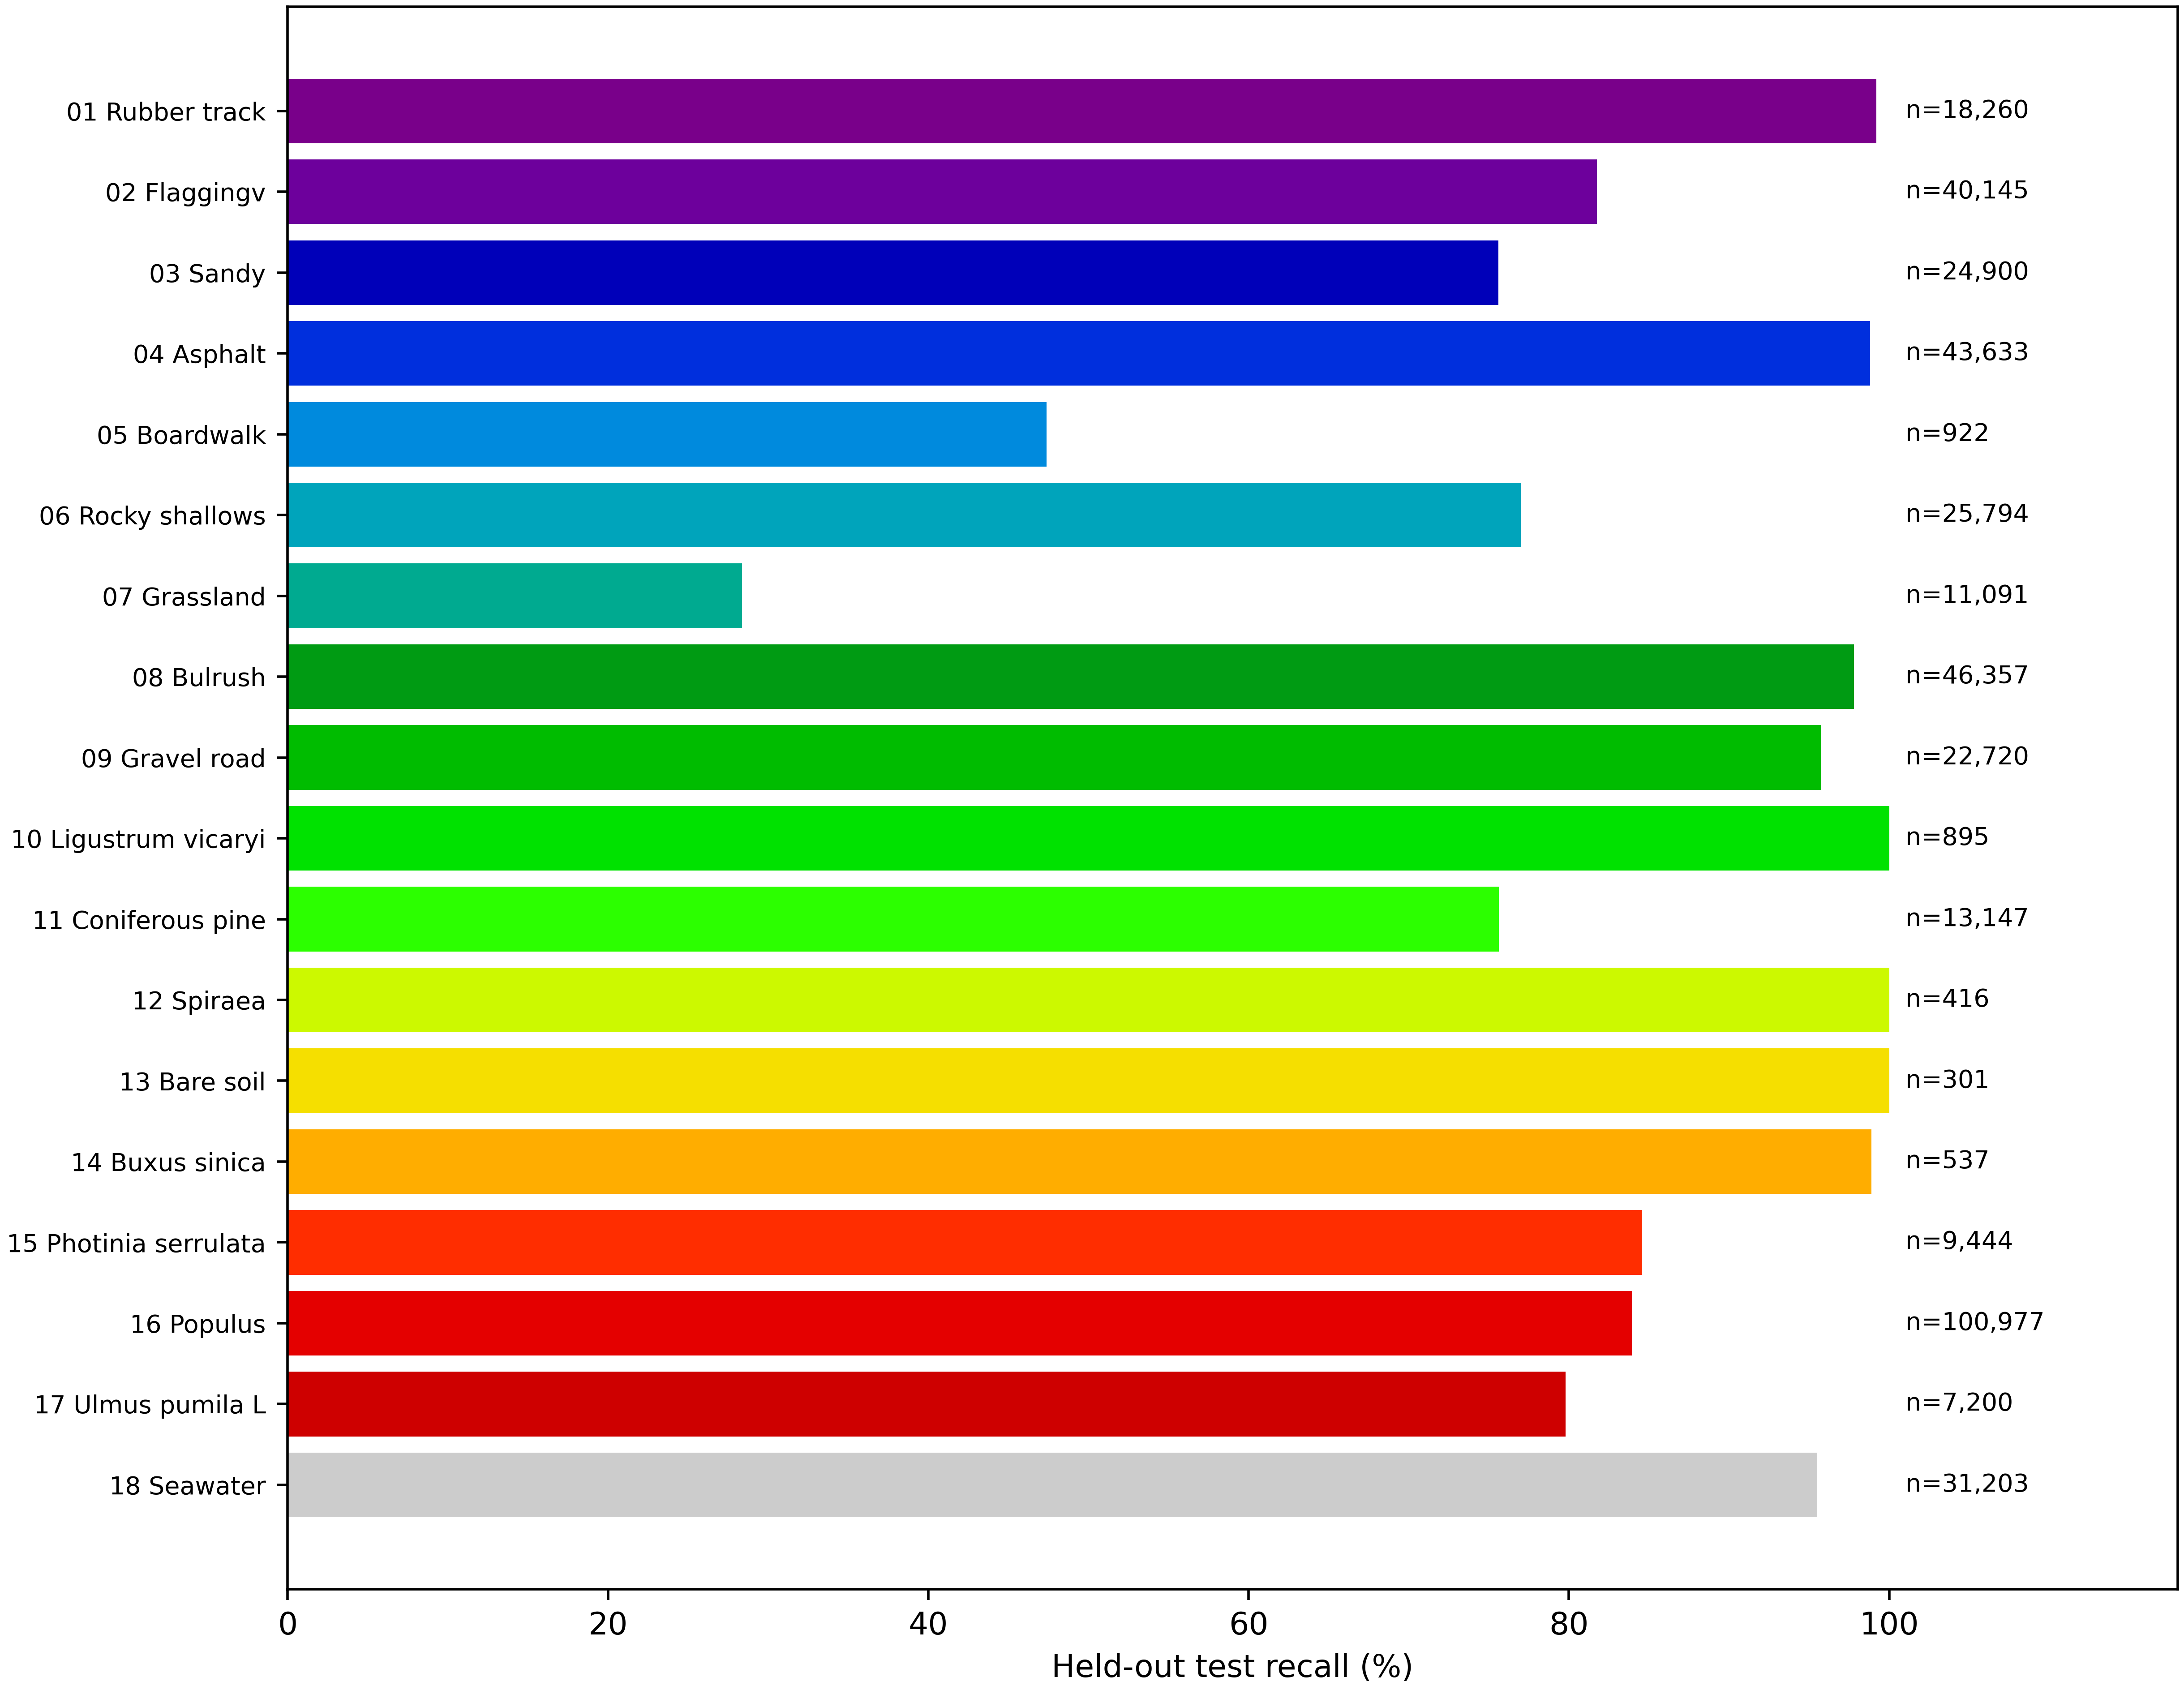 01 Rubber track n=18,260
02 Flaggingv n=40,145
03 Sandy n=24,900
04 Asphalt n=43,633
05 Boardwalk n=922
06 Rocky shallows n=25,794
07 Grassland n=11,091
08 Bulrush n=46,357
09 Gravel road n=22,720
10 Ligustrum vicaryi n=895
11 Coniferous pine n=13,147
12 Spiraea n=416
13 Bare soil n=301
14 Buxus sinica n=537
15 Photinia serrulata n=9,444
16 Populus n=100,977
17 Ulmus pumila L n=7,200
18 Seawater n=31,203
0 20 40 60 80 100
Held-out test recall (%)